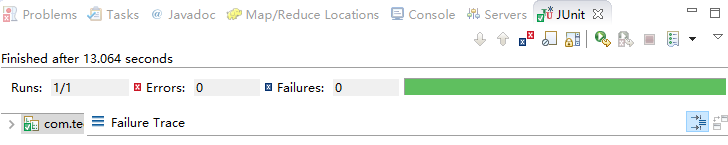 Problems Tasks Javadoc Map/Reduce Locations Console Servers JUnit
Finished after 13.064 seconds
Runs: 1/1 Errors: 0 Failures: 0
com.te Failure Trace